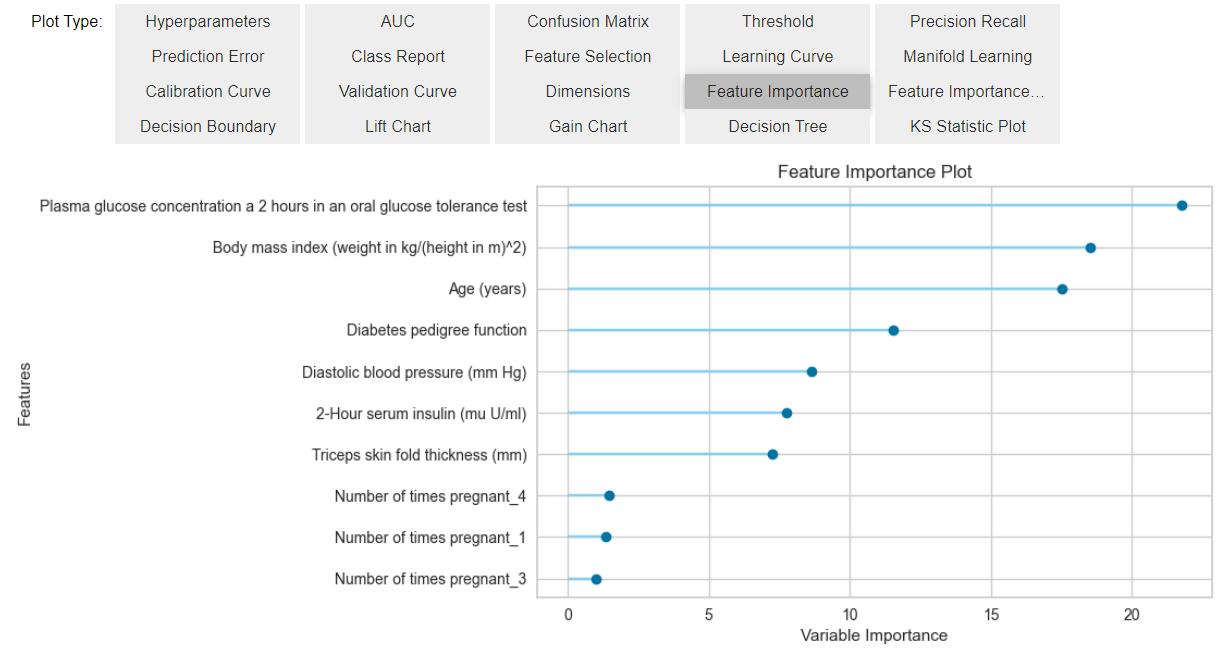 Plot Type: Hyperparameters AUC Confusion Matrix Threshold Precision Recall
Prediction Error Class Report Feature Selection Learning Curve Manifold Learning
Calibration Curve Validation Curve Dimensions Feature Importance Feature Importance…
Decision Boundary Lift Chart Gain Chart Decision Tree KS Statistic Plot
Feature Importance Plot
Plasma glucose concentration a 2 hours in an oral glucose tolerance test
Body mass index (weight in kg/(height in m)^2)
Age (years)
Diabetes pedigree function
Diastolic blood pressure (mm Hg)
Features
2-Hour serum insulin (mu U/ml)
Triceps skin fold thickness (mm)
Number of times pregnant_4
Number of times pregnant_1
Number of times pregnant_3
0 5 10 15 20
Variable Importance